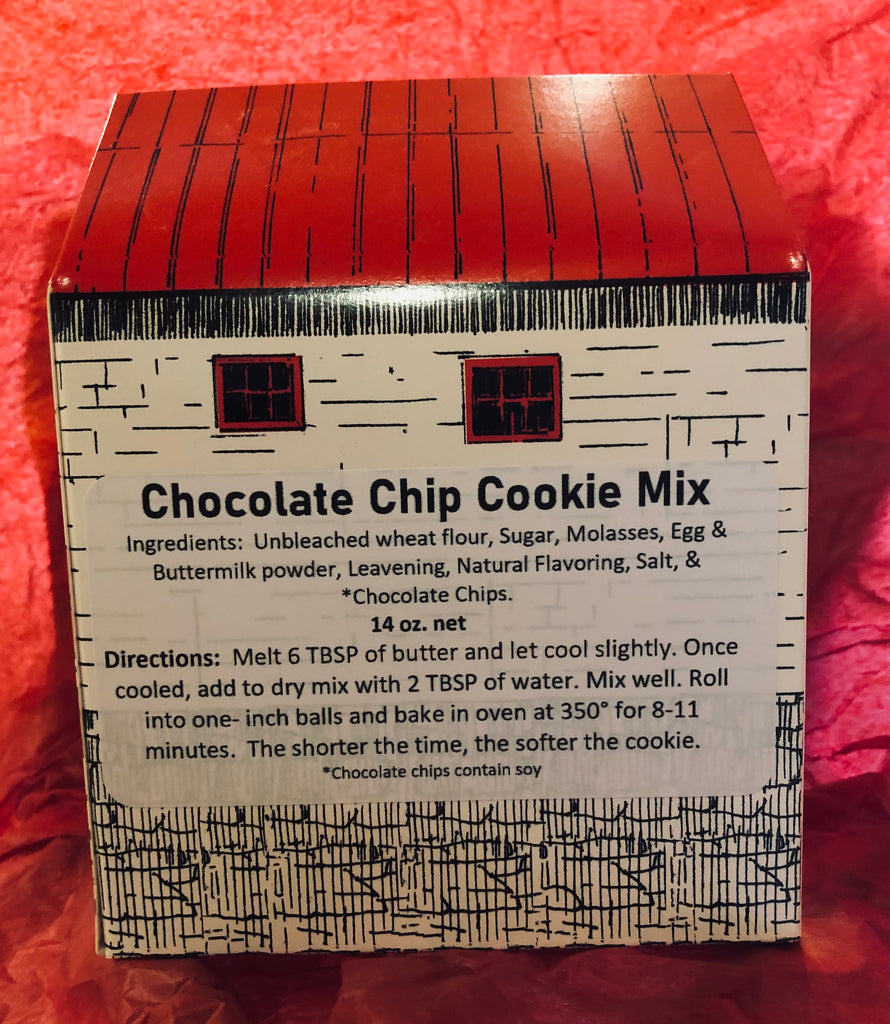 Chocolate Chip Cookie Mix
Ingredients: Unbleached wheat flour, Sugar, Molasses, Egg &
Buttermilk powder, Leavening, Natural Flavoring, Salt, &
*Chocolate Chips.
14 oz. net
Directions: Melt 6 TBSP of butter and let cool slightly. Once
cooled, add to dry mix with 2 TBSP of water. Mix well. Roll
into one- inch balls and bake in oven at 350° for 8-11
minutes. The shorter the time, the softer the cookie.
*Chocolate chips contain soy